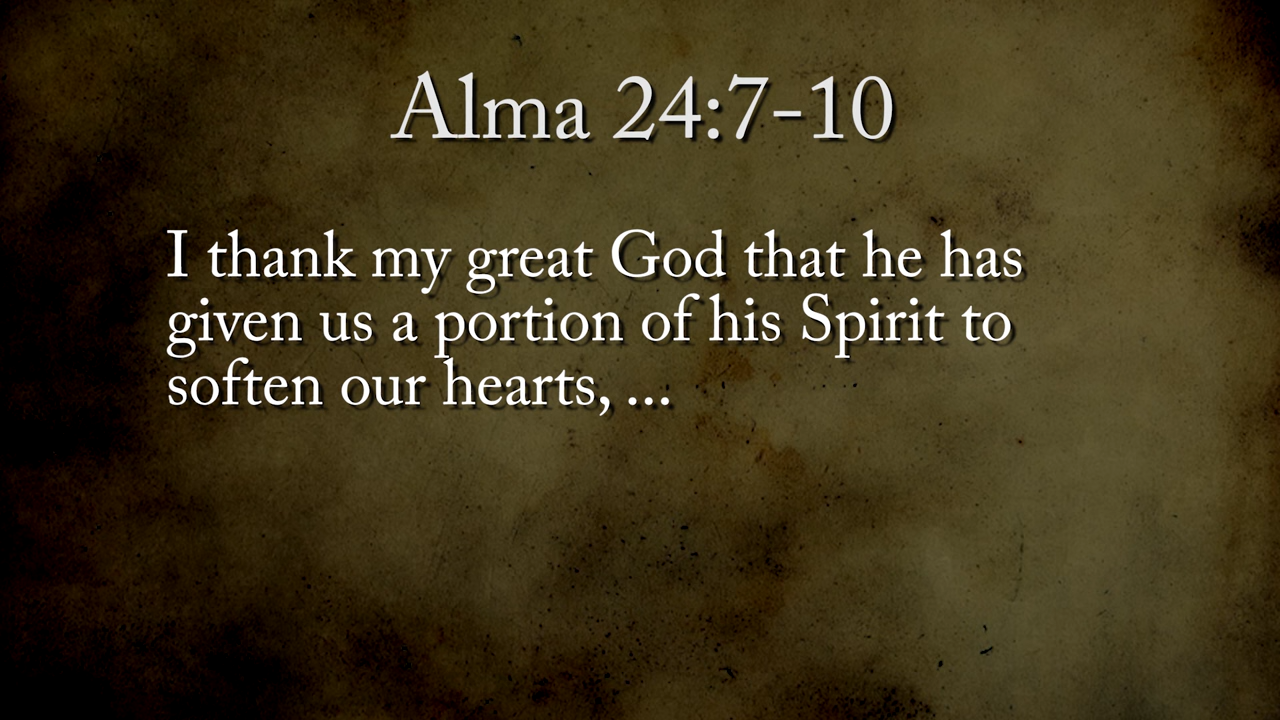 Alma 24:7-10
I thank my great God that he has
given us a portion of his Spirit to
soften our hearts, ...